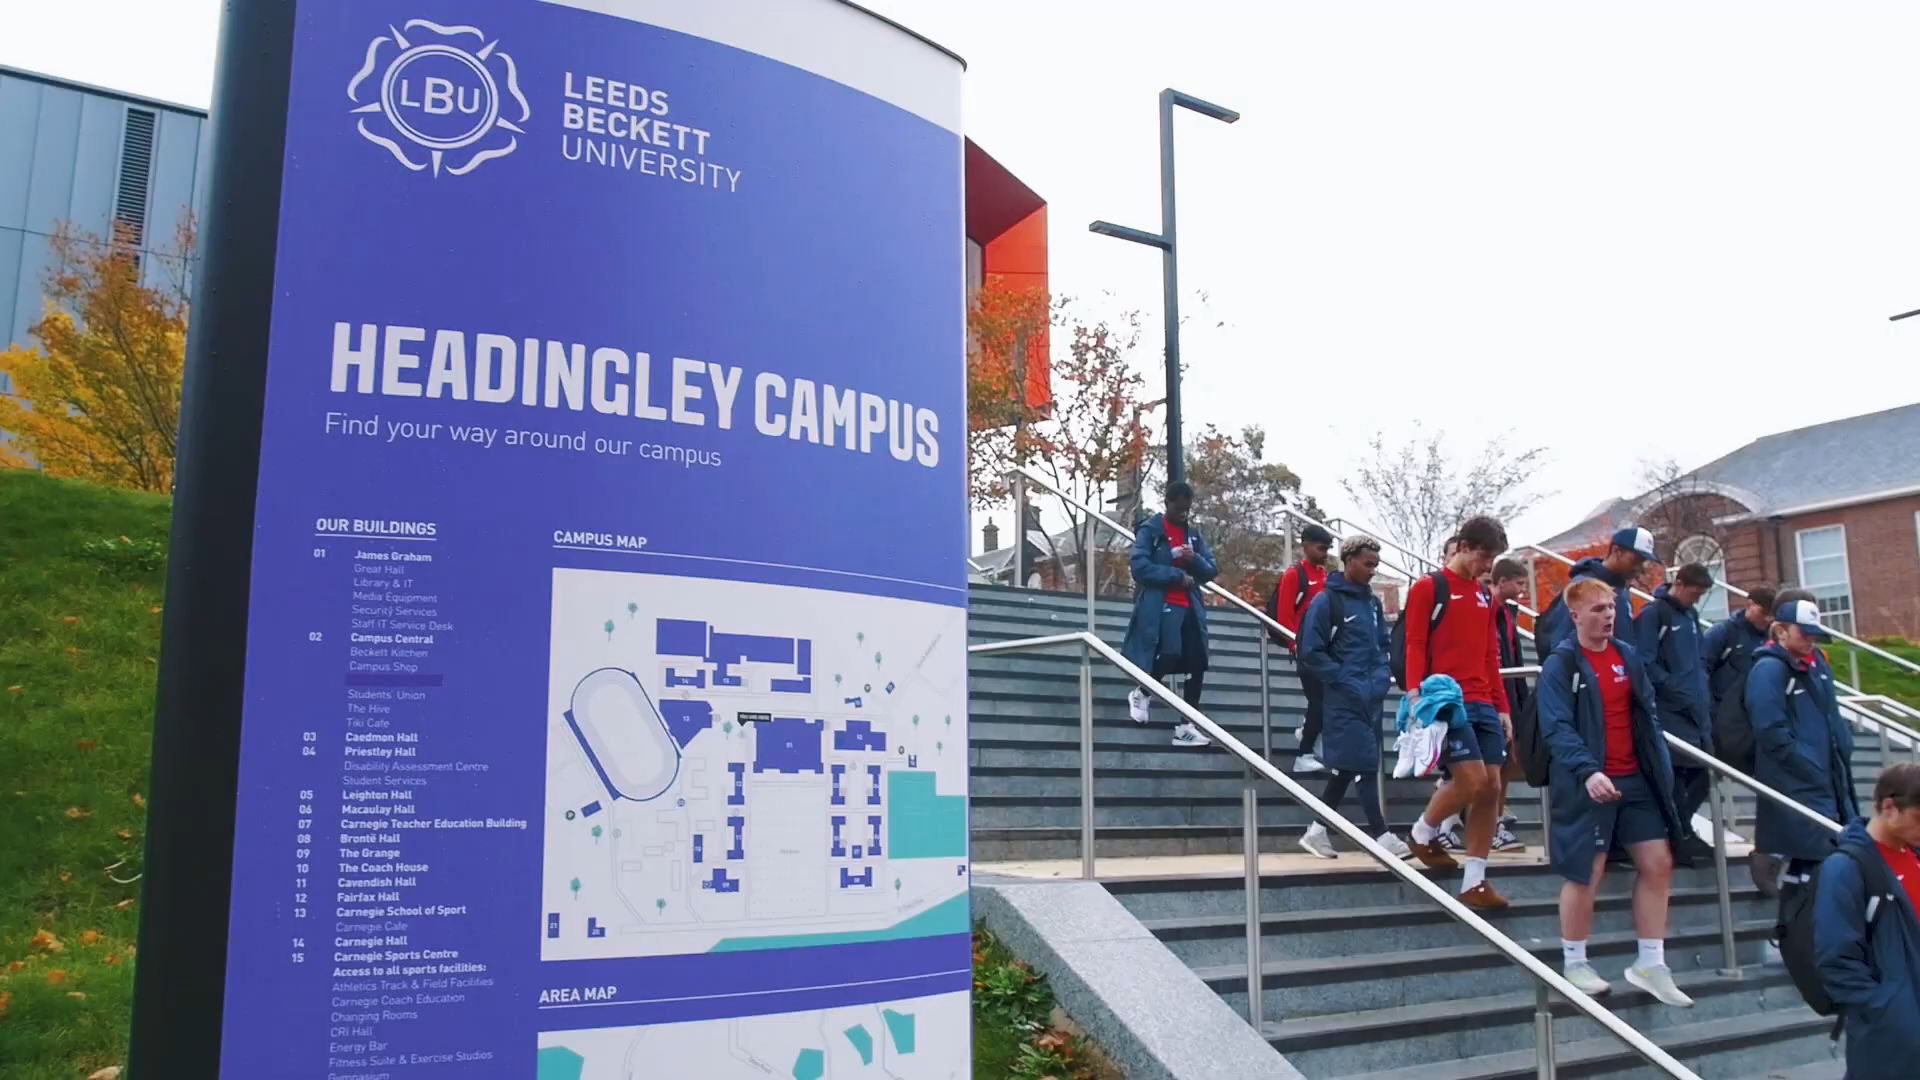 LBU
LEEDS
BECKETT
UNIVERSITY
HEADINGLEY CAMPUS
Find your way around our campus
OUR BUILDINGS
01 James Graham
Great Hall
Library & IT
Media Equipment
Security Services
Staff IT Service Desk
02 Campus Central
Beckett Kitchen
Campus Shop
Students' Union
The Hive
Tiki Cafe
03 Caedmon Hall
04 Priestley Hall
Disability Assessment Centre
Student Services
05 Leighton Hall
06 Macaulay Hall
07 Carnegie Teacher Education Building
08 Brontë Hall
09 The Grange
10 The Coach House
11 Cavendish Hall
12 Fairfax Hall
13 Carnegie School of Sport
Carnegie Cafe
14 Carnegie Hall
15 Carnegie Sports Centre
Access to all sports facilities:
Athletics Track & Field Facilities
Carnegie Coach Education
Changing Rooms
CRI Hall
Energy Bar
Fitness Suite & Exercise Studios
Gymnasium
CAMPUS MAP
AREA MAP